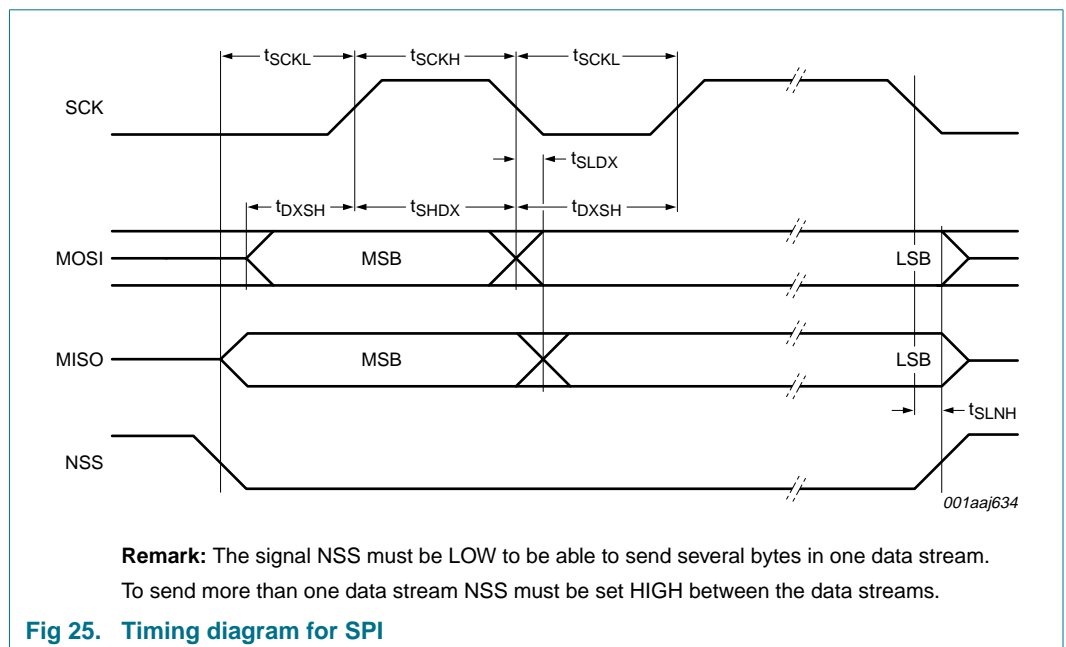 tSCKL tSCKH tSCKL
SCK
tSLDX
tDXSH tSHDX tDXSH
MOSI MSB LSB
MISO MSB LSB
tSLNH
NSS
001aaj634
Remark: The signal NSS must be LOW to be able to send several bytes in one data stream.
To send more than one data stream NSS must be set HIGH between the data streams.
Fig 25. Timing diagram for SPI